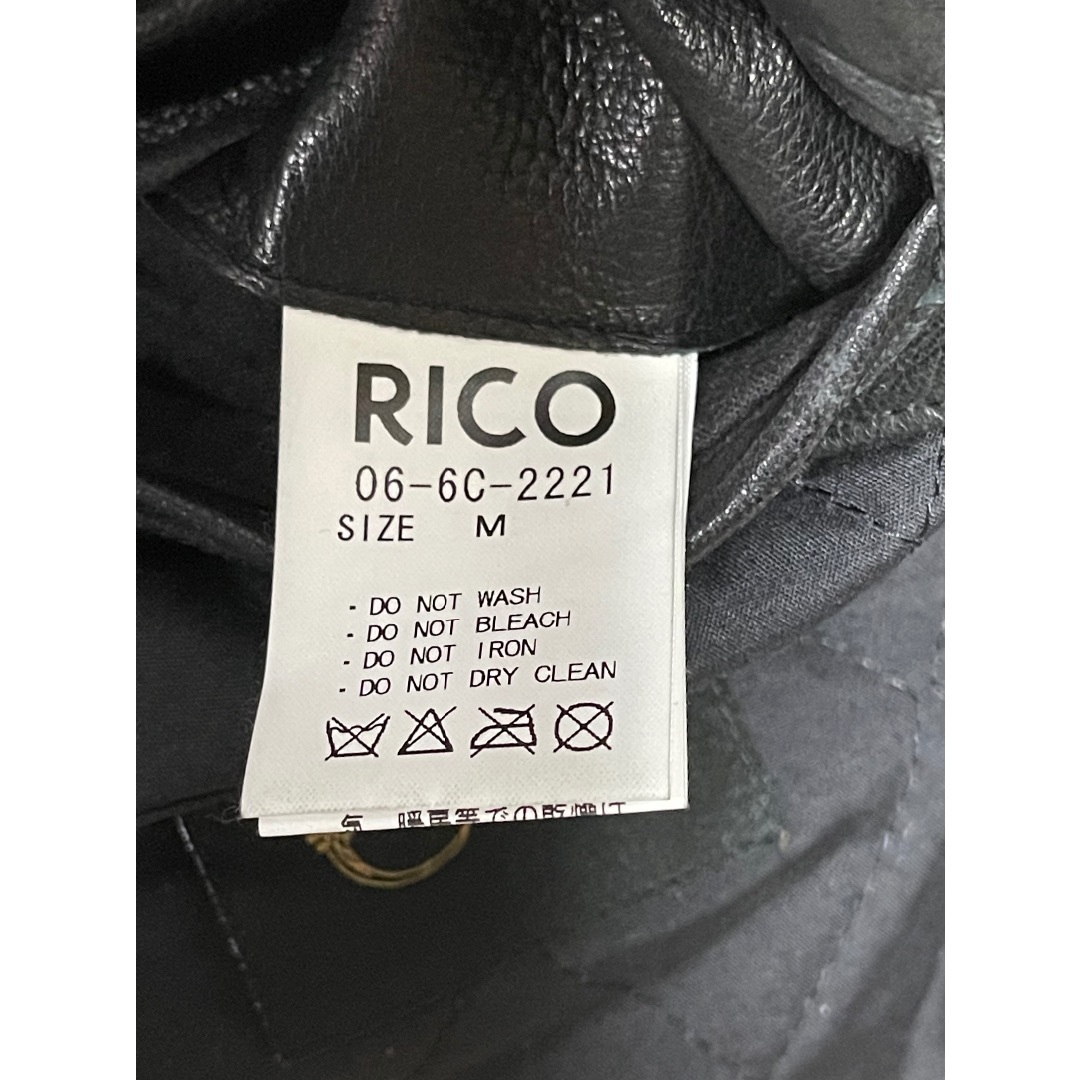 RICO
06-6C-2221
SIZE M
- DO NOT WASH
- DO NOT BLEACH
- DO NOT IRON
- DO NOT DRY CLEAN